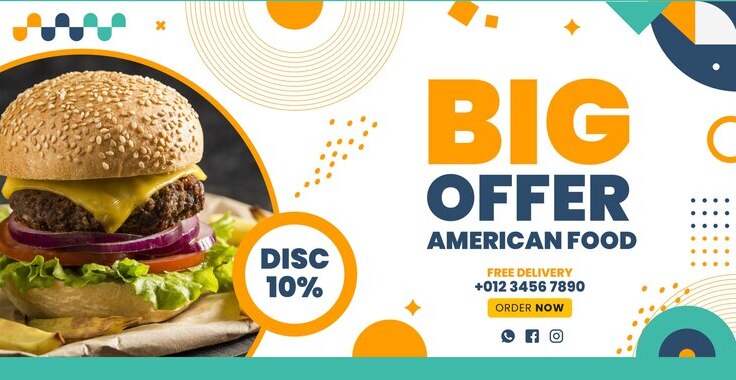 BIG
OFFER
AMERICAN FOOD
DISC
10%
FREE DELIVERY
+012 3456 7890
ORDER NOW